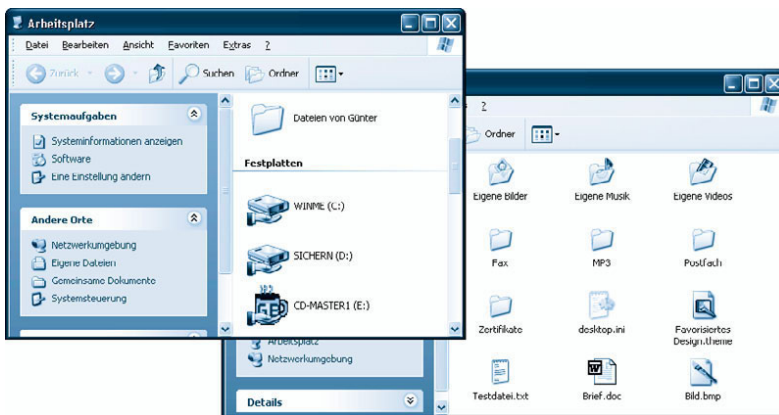 Arbeitsplatz
Datei Bearbeiten Ansicht Favoriten Extras ?
Zurück Suchen Ordner
Systemaufgaben
Systeminformationen anzeigen
Software
Eine Einstellung ändern
Andere Orte
Netzwerkumgebung
Eigene Dateien
Gemeinsame Dokumente
Systemsteuerung
Dateien von Günter
Festplatten
WINME (C:)
SICHERN (D:)
CD-MASTER1 (E:)
?
Ordner
Eigene Bilder Eigene Musik Eigene Videos
Fax MP3 Postfach
Zertifikate desktop.ini Favorisiertes
Design.theme
Testdatei.txt Brief.doc Bild.bmp
Arbeitsplatz
Netzwerkumgebung
Details